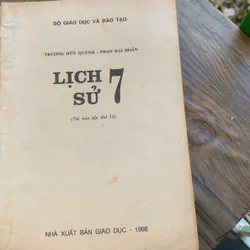 BỘ GIÁO DỤC VÀ ĐÀO TẠO
TRƯƠNG HỮU QUÝNH - PHAN ĐẠI DOÃN
LỊCH
SỬ 7
(Tái bản lần thứ 10)
NHÀ XUẤT BẢN GIÁO DỤC - 1998